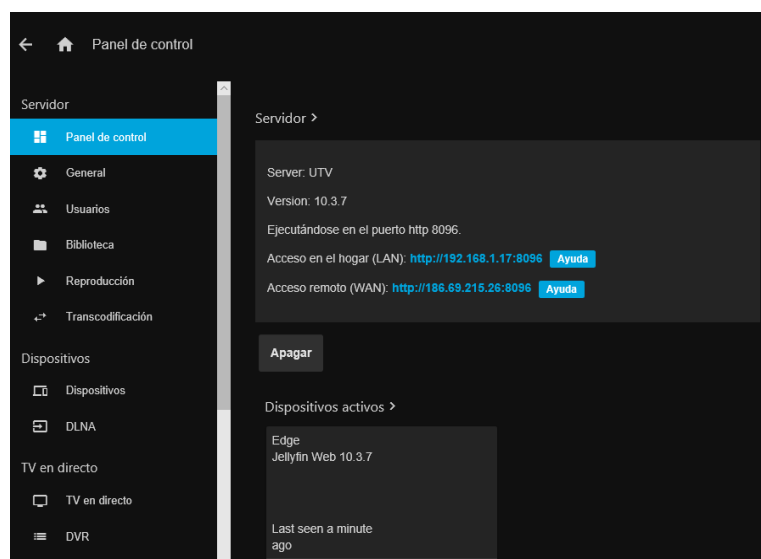 Panel de control
Servidor
Panel de control
General
Usuarios
Biblioteca
Reproducción
Transcodificación
Dispositivos
Dispositivos
DLNA
TV en directo
TV en directo
DVR
Servidor >
Server: UTV
Version: 10.3.7
Ejecutándose en el puerto http 8096.
Acceso en el hogar (LAN): http://192.168.1.17:8096 Ayuda
Acceso remoto (WAN): http://186.69.215.26:8096 Ayuda
Apagar
Dispositivos activos >
Edge
Jellyfin Web 10.3.7
Last seen a minute
ago